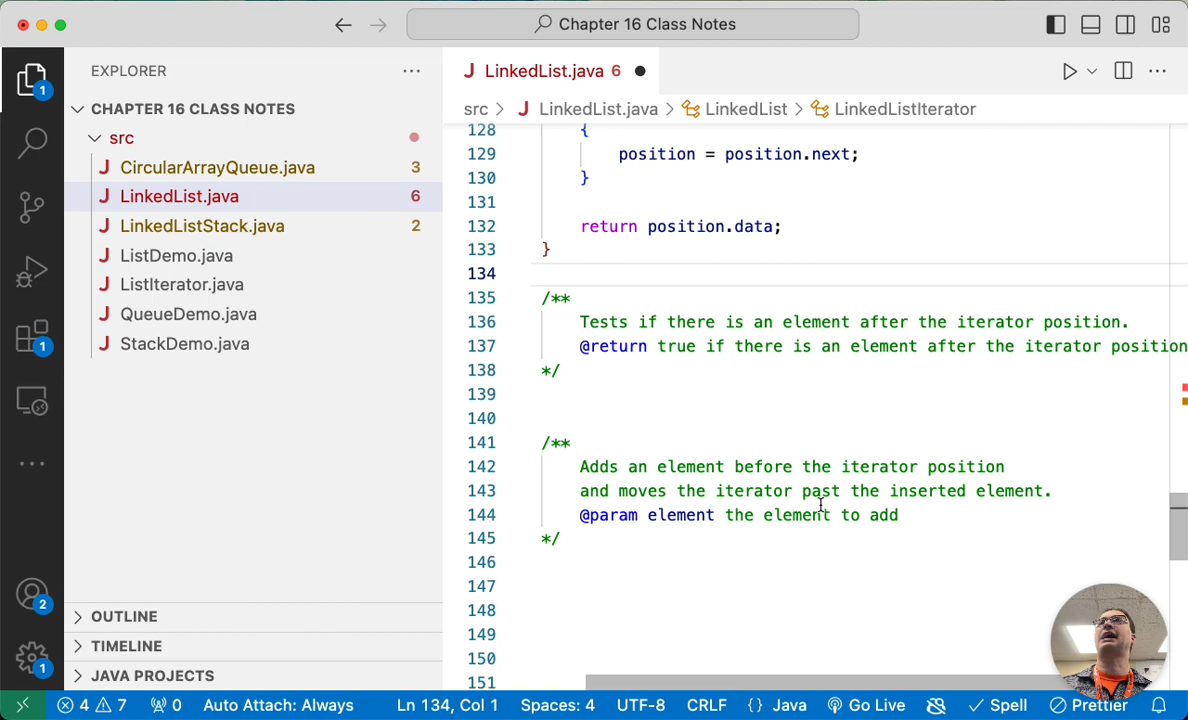 Chapter 16 Class Notes
EXPLORER
CHAPTER 16 CLASS NOTES
src
CircularArrayQueue.java 3
LinkedList.java 6
LinkedListStack.java 2
ListDemo.java
ListIterator.java
QueueDemo.java
StackDemo.java
OUTLINE
TIMELINE
JAVA PROJECTS
1
1
2
1
LinkedList.java 6
src > LinkedList.java > LinkedList > LinkedListIterator
128 {
129 position = position.next;
130 }
131
132 return position.data;
133 }
134
135 /**
136 Tests if there is an element after the iterator position.
137 @return true if there is an element after the iterator position
138 */
139
140
141 /**
142 Adds an element before the iterator position
143 and moves the iterator past the inserted element.
144 @param element the element to add
145 */
146
147
148
149
150
151
4 7 0 Auto Attach: Always Ln 134, Col 1 Spaces: 4 UTF-8 CRLF {} Java Go Live Spell Prettier